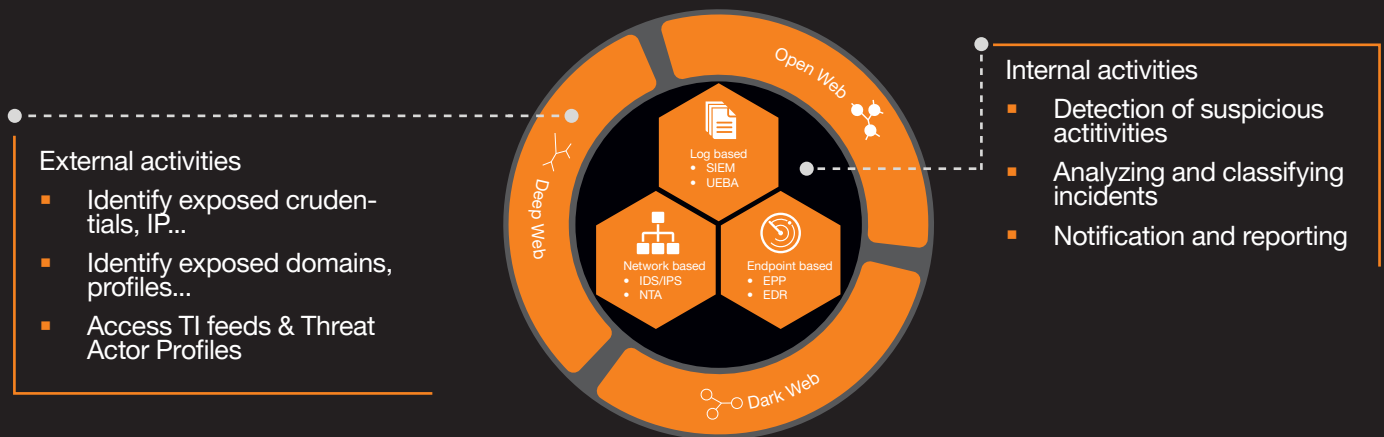 External activities
▪ Identify exposed cruden-
tials, IP...
▪ Identify exposed domains,
profiles...
▪ Access TI feeds & Threat
Actor Profiles
Deep Web
Open Web
Dark Web
Log based
• SIEM
• UEBA
Network based
• IDS/IPS
• NTA
Endpoint based
• EPP
• EDR
Internal activities
▪ Detection of suspicious
actitivities
▪ Analyzing and classifying
incidents
▪ Notification and reporting